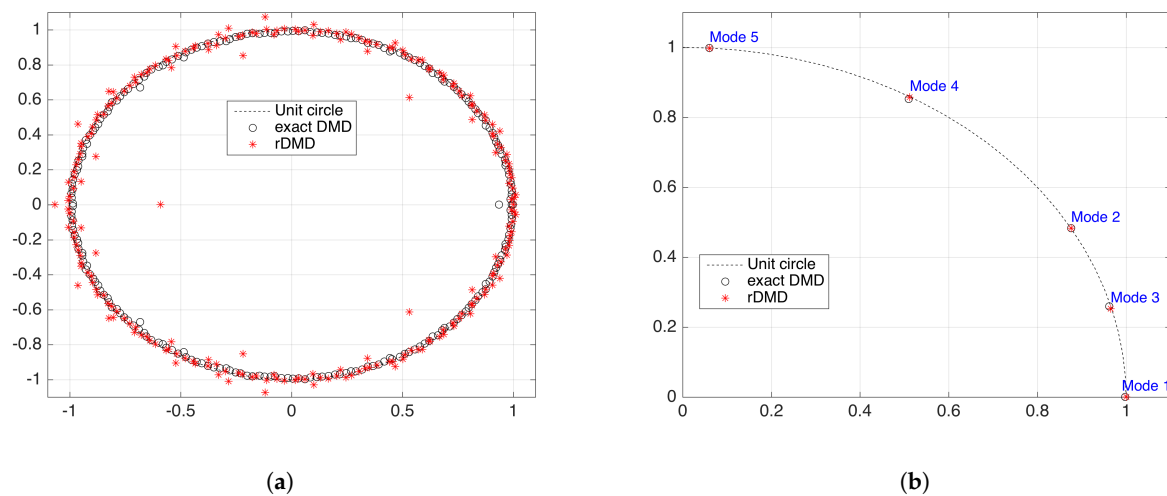 1
0.8
0.6
0.4
0.2
0
-0.2
-0.4
-0.6
-0.8
-1
-1
-0.5
0
0.5
1
Unit circle
exact DMD
rDMD
(a)
1
0.8
0.6
0.4
0.2
0
0
0.2
0.4
0.6
0.8
1
Mode 5
Mode 4
Mode 2
Mode 3
Mode 1
Unit circle
exact DMD
rDMD
(b)